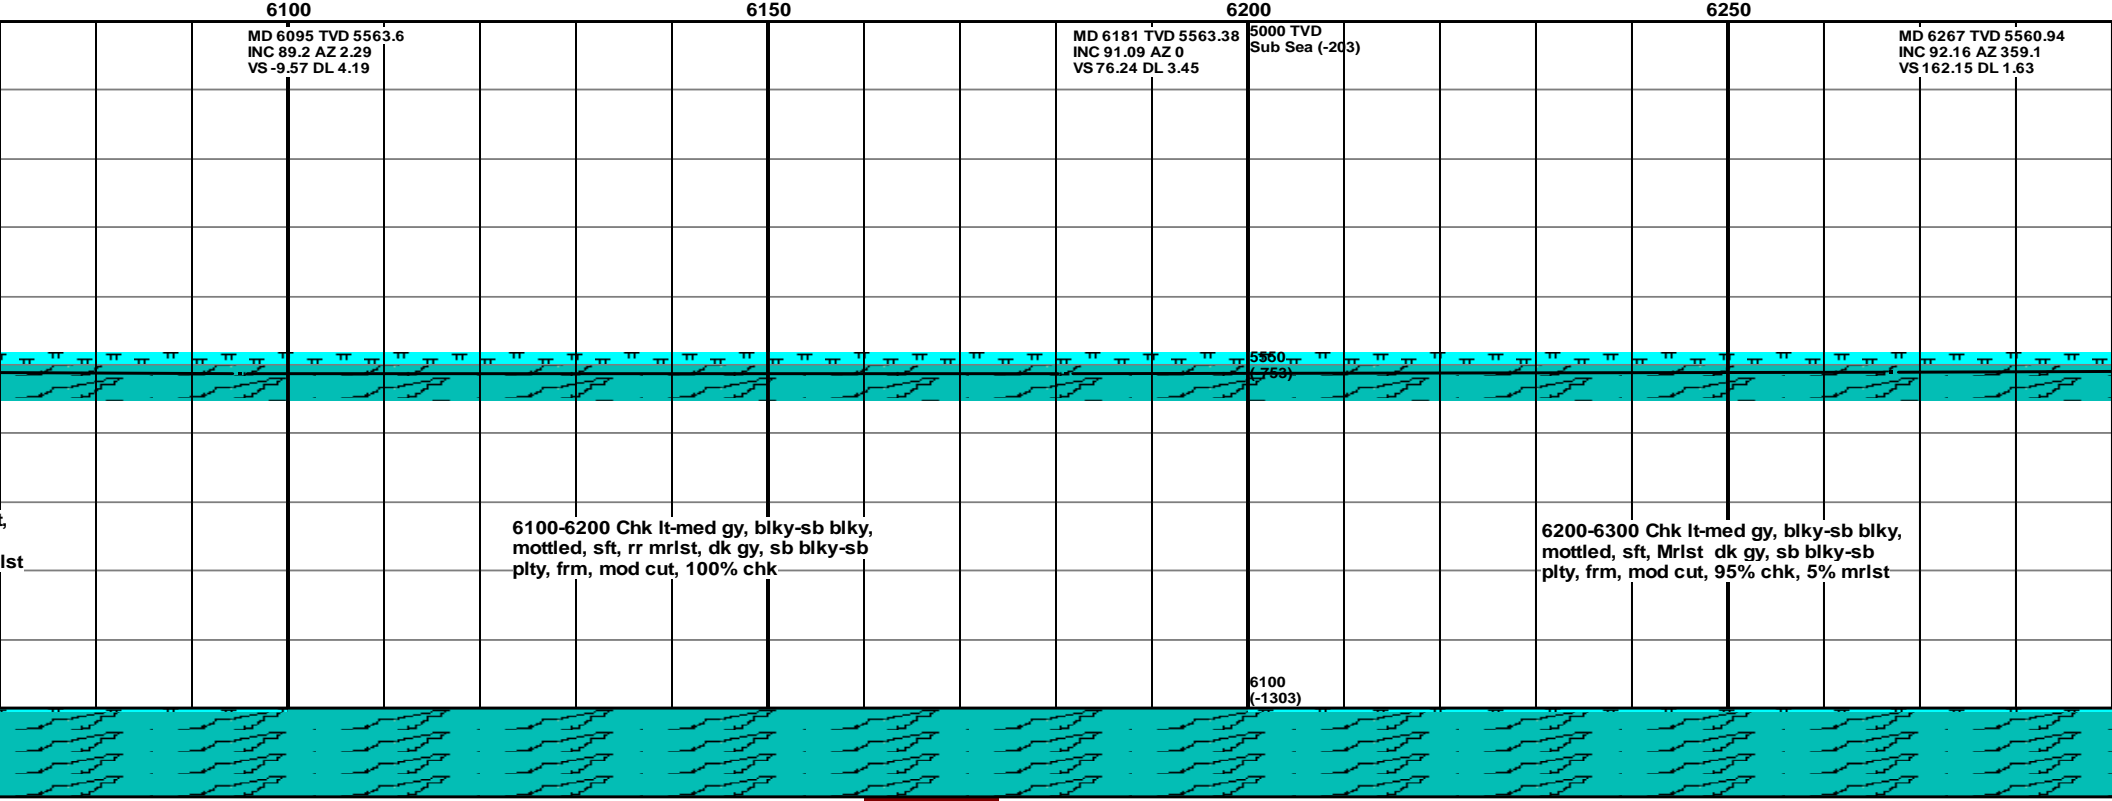 6100
6150
6200
6250
MD 6095 TVD 5563.6
INC 89.2 AZ 2.29
VS -9.57 DL 4.19
MD 6181 TVD 5563.38
INC 91.09 AZ 0
VS 76.24 DL 3.45
5000 TVD
Sub Sea (-203)
MD 6267 TVD 5560.94
INC 92.16 AZ 359.1
VS 162.15 DL 1.63
5550
(-753)
t,
lst
6100-6200 Chk lt-med gy, blky-sb blky,
mottled, sft, rr mrlst, dk gy, sb blky-sb
plty, frm, mod cut, 100% chk
6200-6300 Chk lt-med gy, blky-sb blky,
mottled, sft, Mrlst dk gy, sb blky-sb
plty, frm, mod cut, 95% chk, 5% mrlst
6100
(-1303)